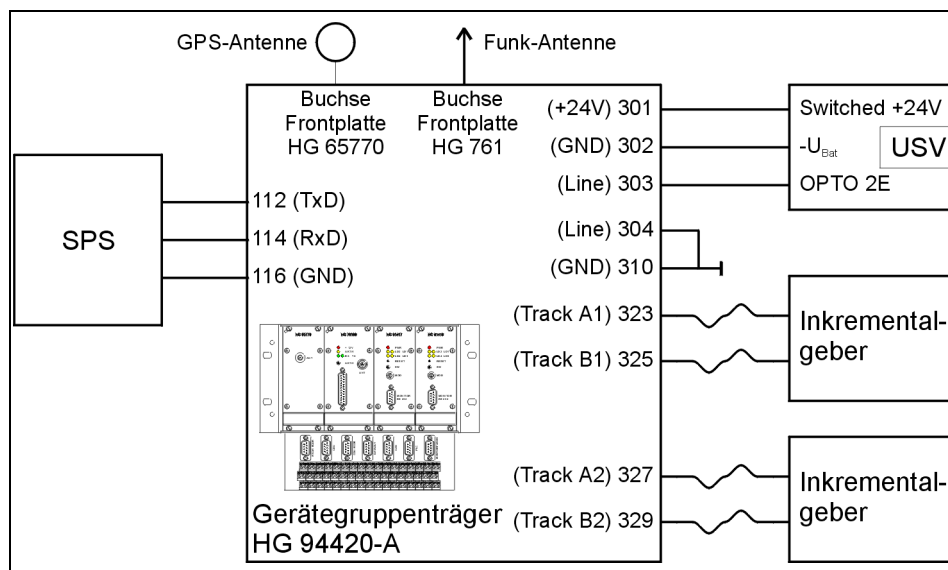 GPS-Antenne
Funk-Antenne
Buchse
Frontplatte
HG 65770
Buchse
Frontplatte
HG 761
(+24V) 301
(GND) 302
(Line) 303
(Line) 304
(GND) 310
(Track A1) 323
(Track B1) 325
(Track A2) 327
(Track B2) 329
Switched +24V
-UBat
USV
OPTO 2E
SPS
112 (TxD)
114 (RxD)
116 (GND)
Inkremental-
geber
Inkremental-
geber
Gerätegruppenträger
HG 94420-A